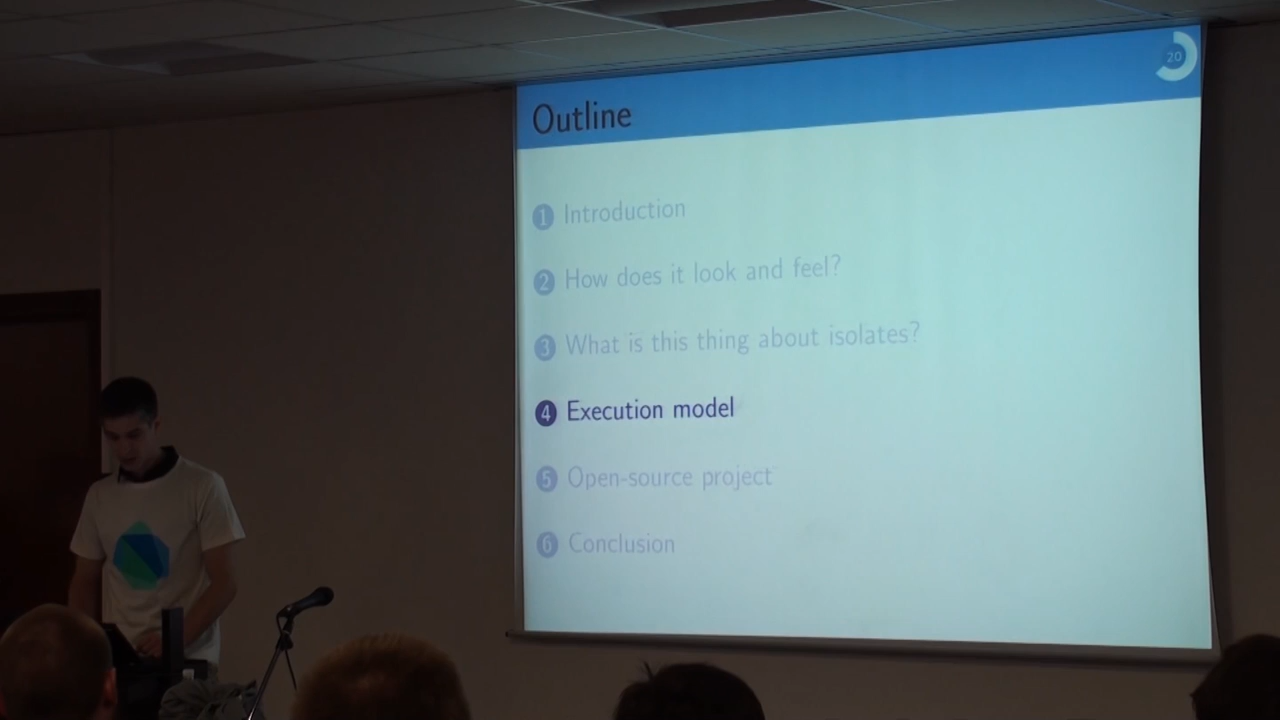 20
Outline
1 Introduction
2 How does it look and feel?
3 What is this thing about isolates?
4 Execution model
5 Open-source project
6 Conclusion